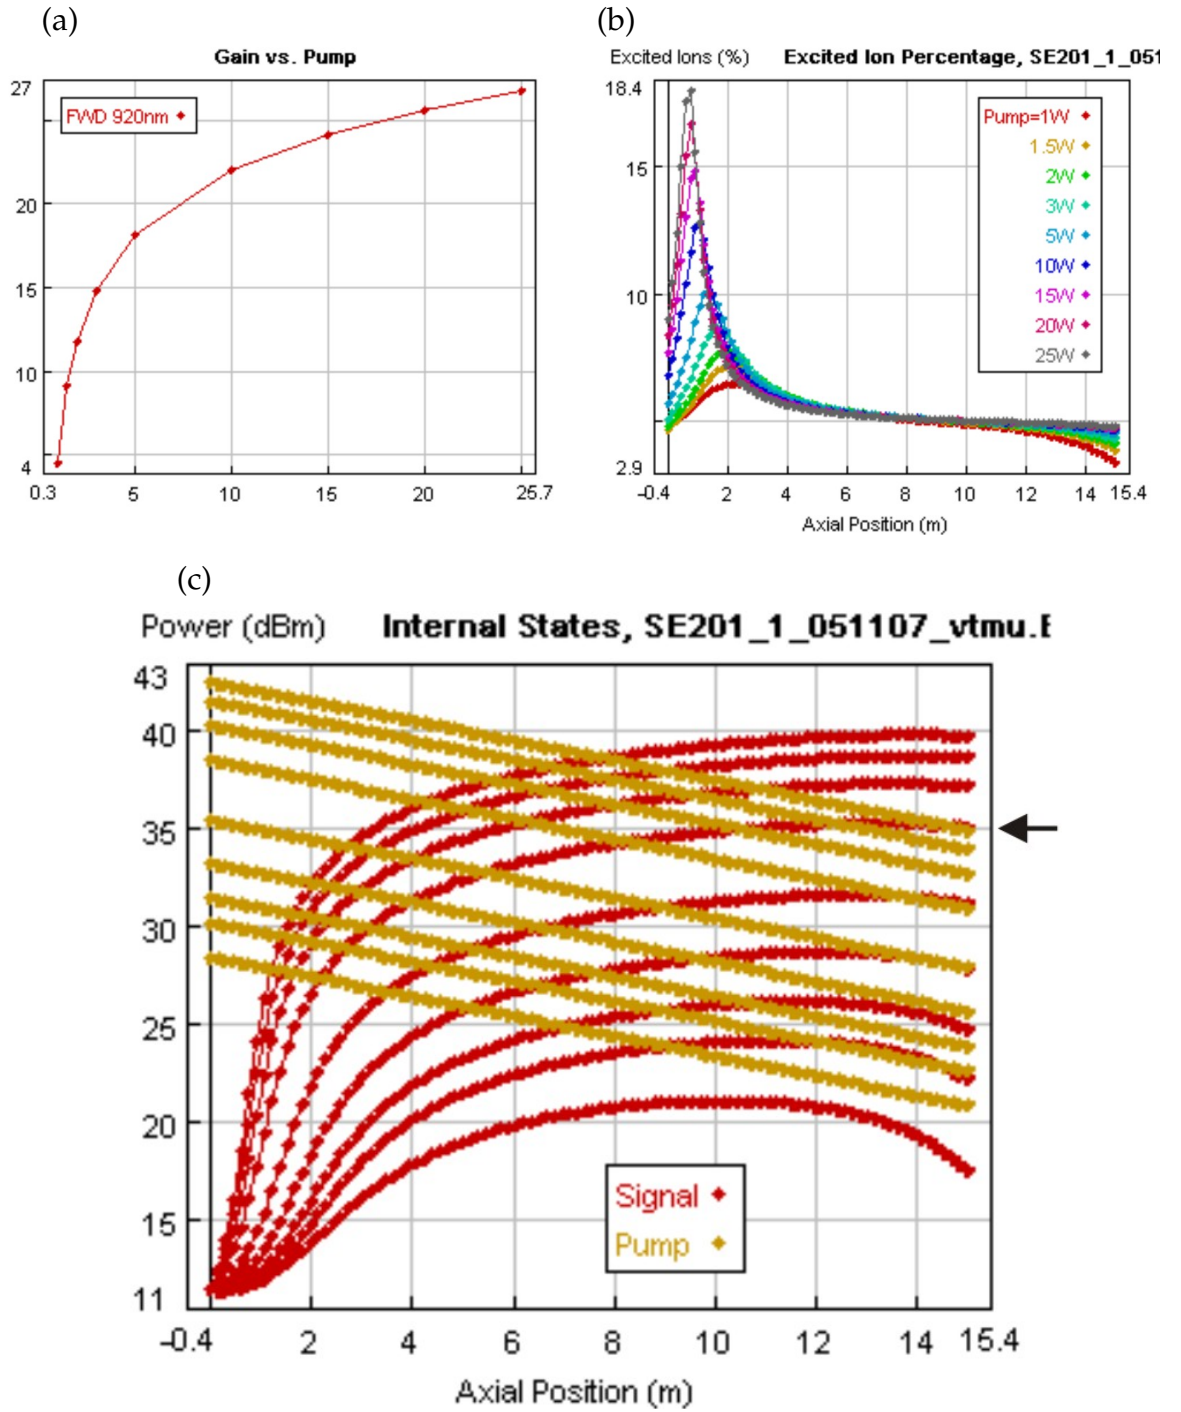 (a)
Gain vs. Pump
27
20
15
10
4
FWD 920nm
0.3 5 10 15 20 25.7
(b)
Excited Ions (%) Excited Ion Percentage, SE201_1_051
18.4
15
10
2.9
Pump=1W
1.5W
2W
3W
5W
10W
15W
20W
25W
-0.4 2 4 6 8 10 12 14 15.4
Axial Position (m)
(c)
Power (dBm) Internal States, SE201_1_051107_vtmu.E
43
40
35
30
25
20
15
11
Signal
Pump
-0.4 2 4 6 8 10 12 14 15.4
Axial Position (m)